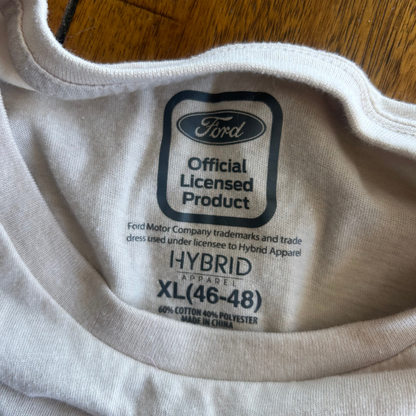 Ford
Official
Licensed
Product
Ford Motor Company trademarks and trade
dress used under licensee to Hybrid Apparel
HYBRID
APPAREL
XL(46-48)
60% COTTON 40% POLYESTER
MADE IN CHINA